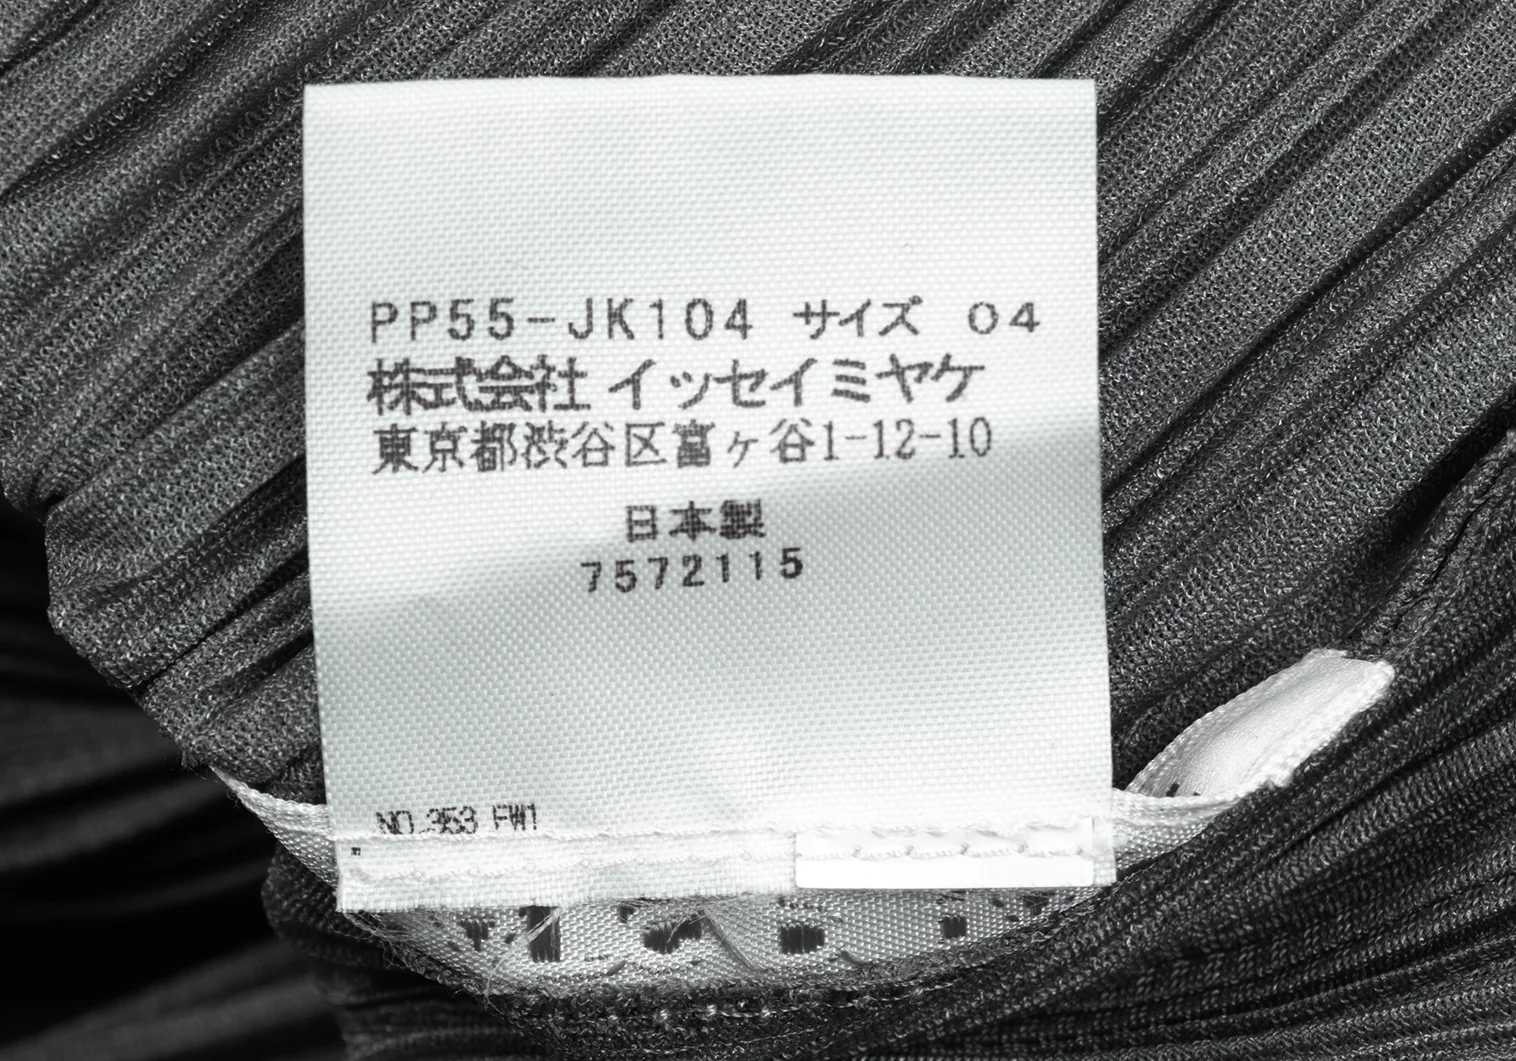 PP55-JK104 サイズ 04
株式会社 イッセイミヤケ
東京都渋谷区富ヶ谷1-12-10
日本製
7572115
NO.353 FW1